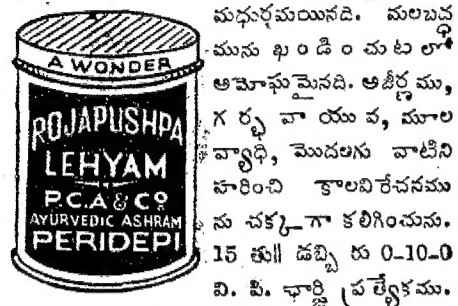 A WONDER
ROJAPUSHPA
LEHYAM
P.C.A & Co
AYURVEDIC ASHRAM
PERIDEPI
మధురమయినది. మలబద్ధ
మును ఖండించుటలో
అమోఘమైనది. అజీర్ణము,
గర్భవాయువు, మూల
వ్యాధి, మొదలగు వాటిని
హరించి కాలవిరేచనము
ను చక్కగా కలిగించును.
15 తు॥ డబ్బి రు 0-10-0
వి. పి. ఛార్జి ప్రత్యేకము.